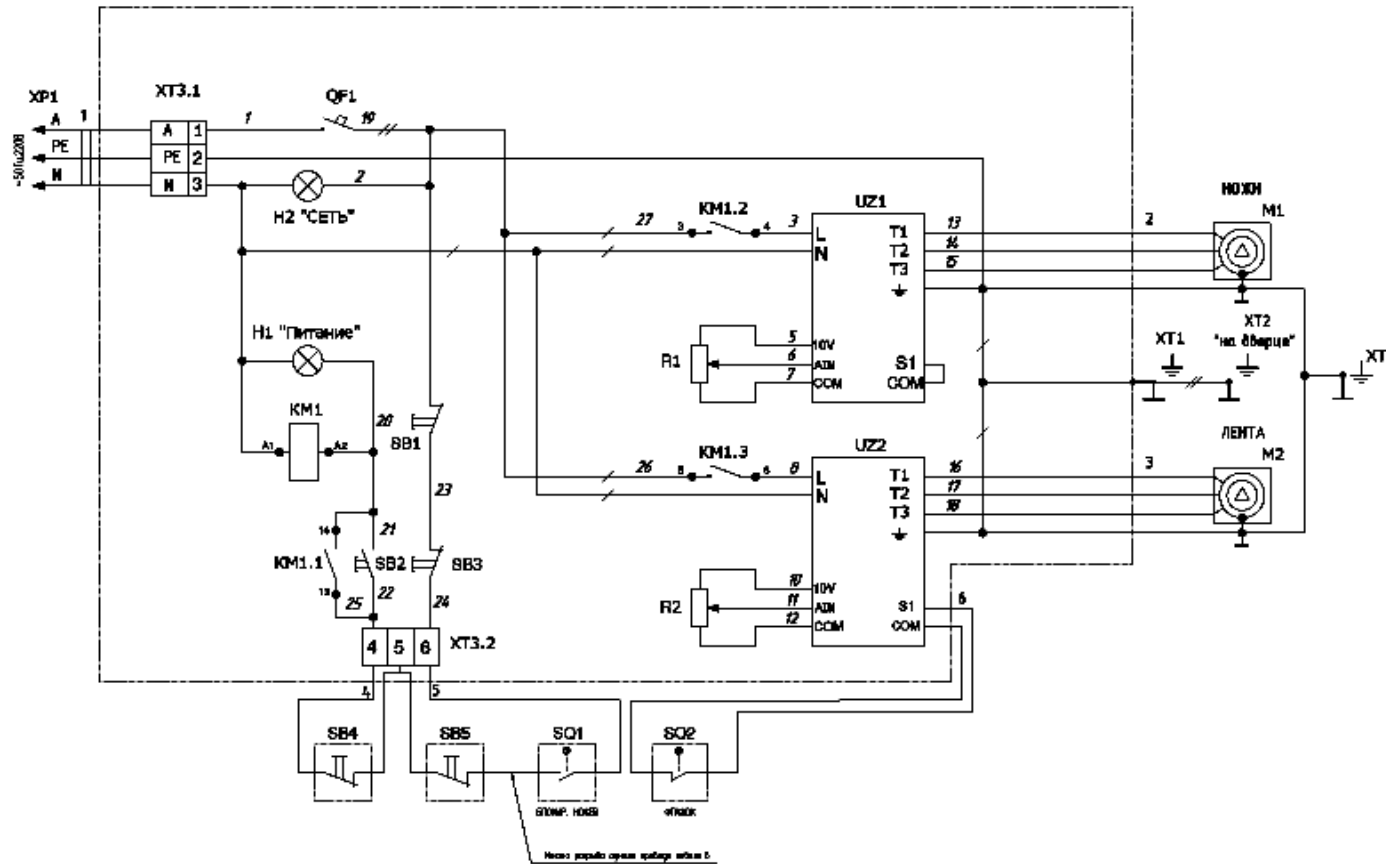 XP1
XT3.1
QF1
A
1
A
1
1
19
PE
PE
2
N
N
3
2
~50Гц220В
H2 "СЕТЬ"
НОЖИ
M1
27
KM1.2
3
4
3
UZ1
L
N
T1
T2
T3
13
14
15
2
H1 "Питание"
R1
5
6
7
10V
AIN
COM
S1
COM
XT1
XT2
"на дверце"
XT
KM1
A1
A2
20
SB1
ЛЕНТА
M2
26
KM1.3
5
6
8
UZ2
L
N
T1
T2
T3
16
17
18
3
23
14
21
KM1.1
SB2
SB3
13
25
22
24
R2
10
11
12
10V
AIN
COM
S1
COM
6
4
5
6
XT3.2
4
5
SB4
SB5
SQ1
SQ2